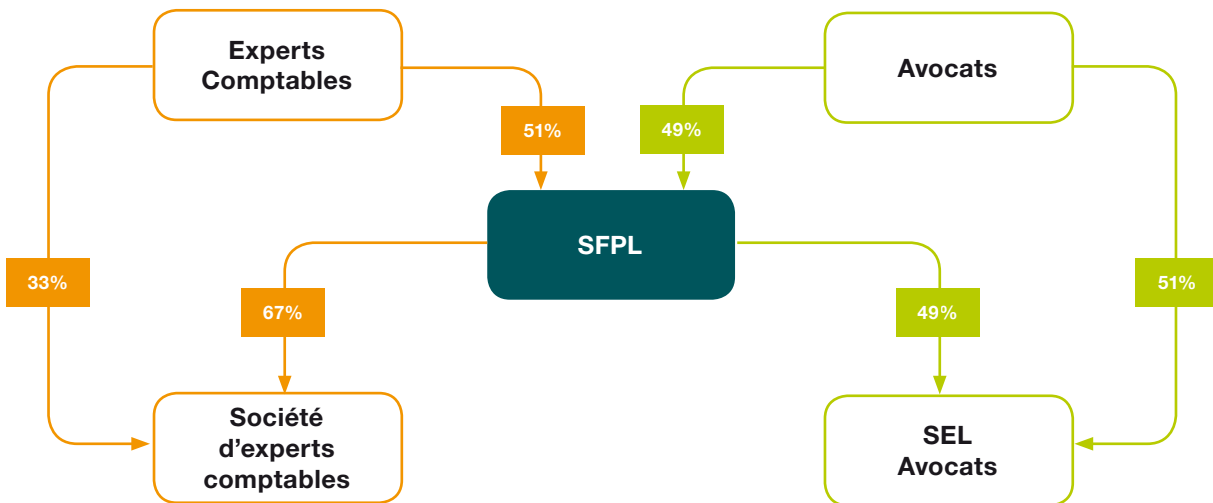 Experts
Comptables
Avocats
51%
49%
SFPL
33%
67%
49%
51%
Société
d’experts
comptables
SEL
Avocats